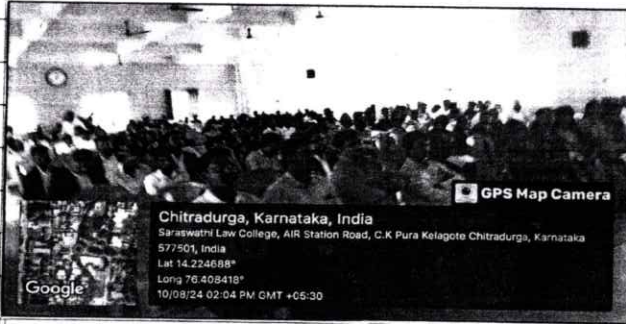 GPS Map Camera
Chitradurga, Karnataka, India
Saraswathi Law College, AIR Station Road, C.K Pura Kelagote Chitradurga, Karnataka
577501, India
Lat 14.224688°
Long 76.408418°
10/08/24 02:04 PM GMT +05:30
Google